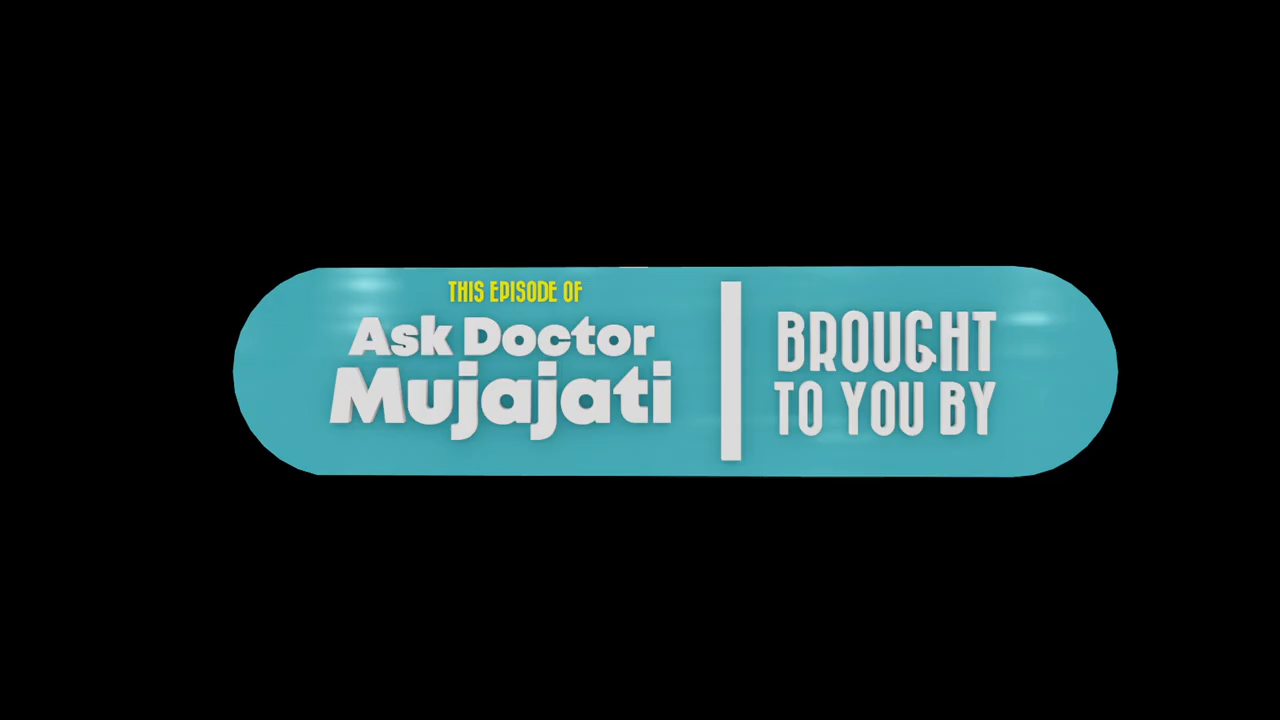 THIS EPISODE OF
Ask Doctor
Mujajati
BROUGHT
TO YOU BY